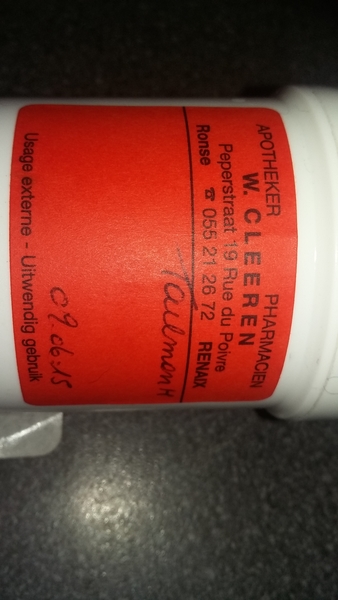 APOTHEKER PHARMACIEN
W. CLEEREN
Peperstraat 19 Rue du Poivre
Ronse ☎ 055 21 26 72 RENAIX
09.06.15
Usage externe - Uitwendig gebruik